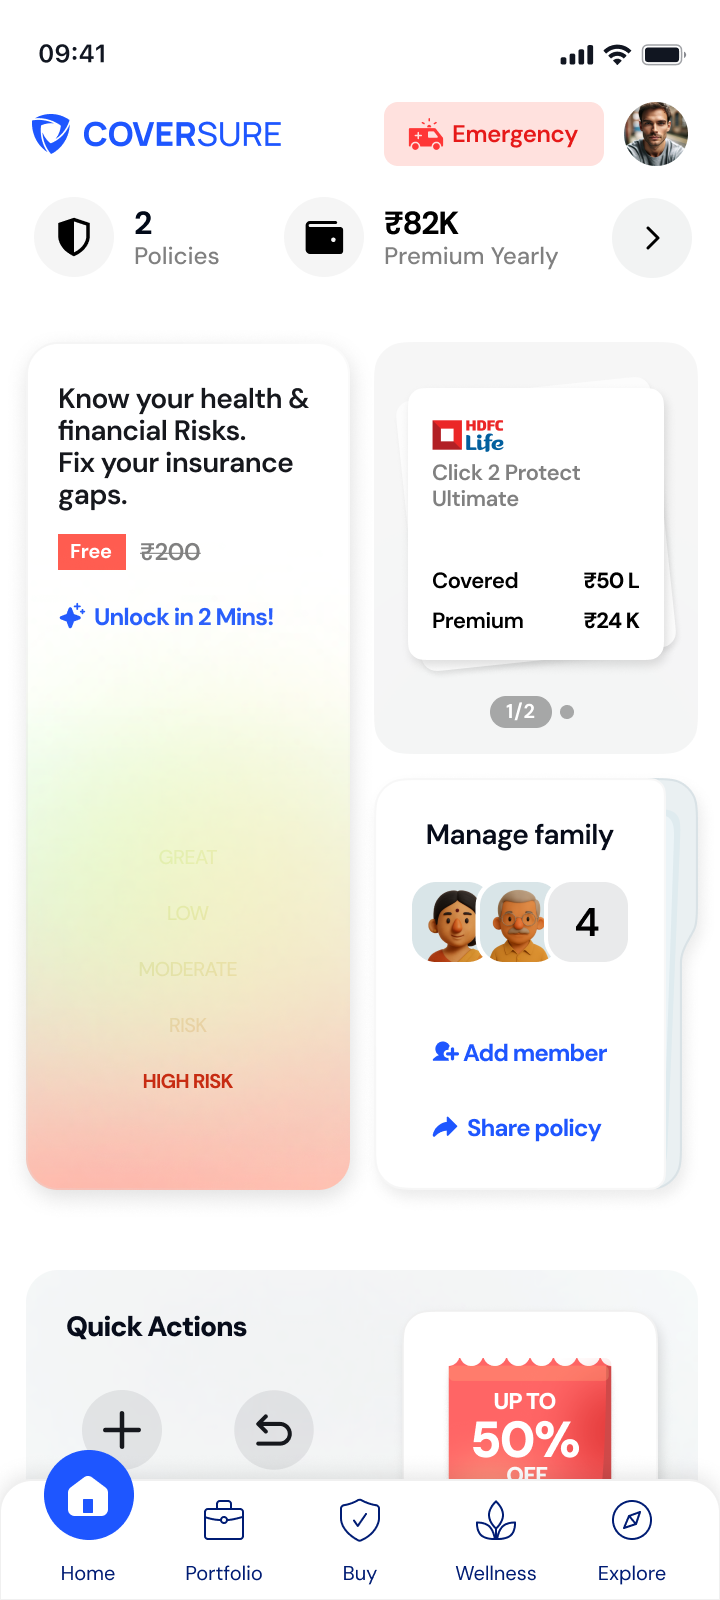 09:41
COVERSURE
Emergency
2
Policies
₹82K
Premium Yearly
Know your health &
financial Risks.
Fix your insurance
gaps.
Free ₹200
Unlock in 2 Mins!
GREAT
LOW
MODERATE
RISK
HIGH RISK
HDFC
Life
Click 2 Protect
Ultimate
Covered ₹50 L
Premium ₹24 K
1/2
Manage family
4
Add member
Share policy
Quick Actions
UP TO
50%
OFF
Home
Portfolio
Buy
Wellness
Explore